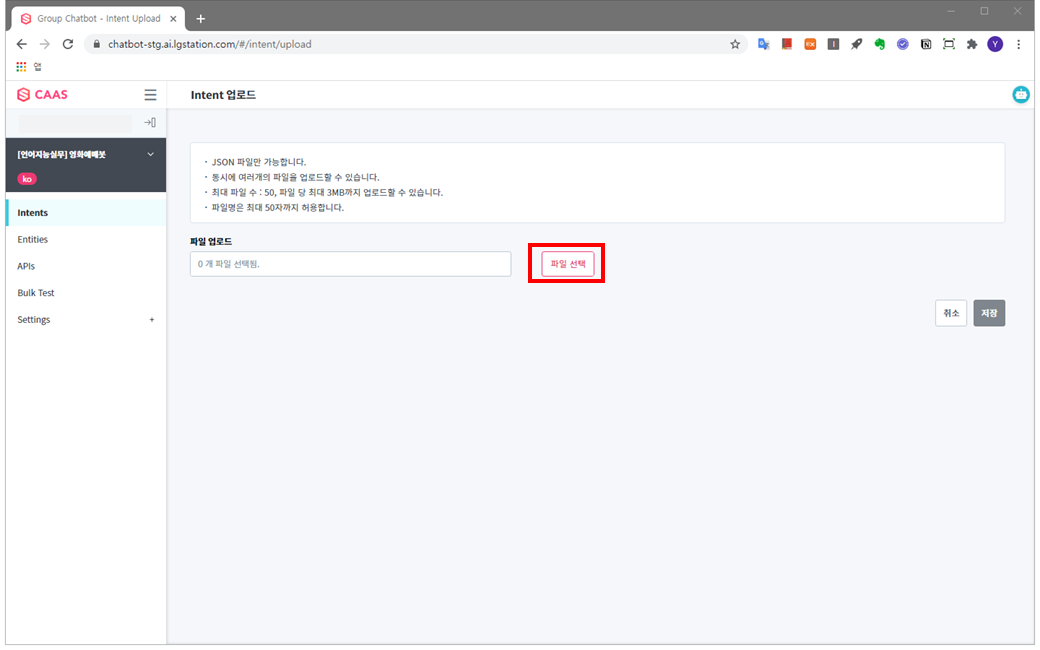 Group Chatbot - Intent Upload
chatbot-stg.ai.lgstation.com/#/intent/upload
Y
앱
CAAS
Intent 업로드
[언어지능실무] 영화예매봇
ko
Intents
Entities
APIs
Bulk Test
Settings +
· JSON 파일만 가능합니다.
· 동시에 여러개의 파일을 업로드할 수 있습니다.
· 최대 파일 수 : 50, 파일 당 최대 3MB까지 업로드할 수 있습니다.
· 파일명은 최대 50자까지 허용합니다.
파일 업로드
0 개 파일 선택됨.
파일 선택
취소
저장